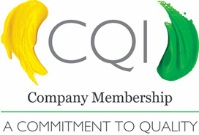 CQI
Company Membership
A COMMITMENT TO QUALITY